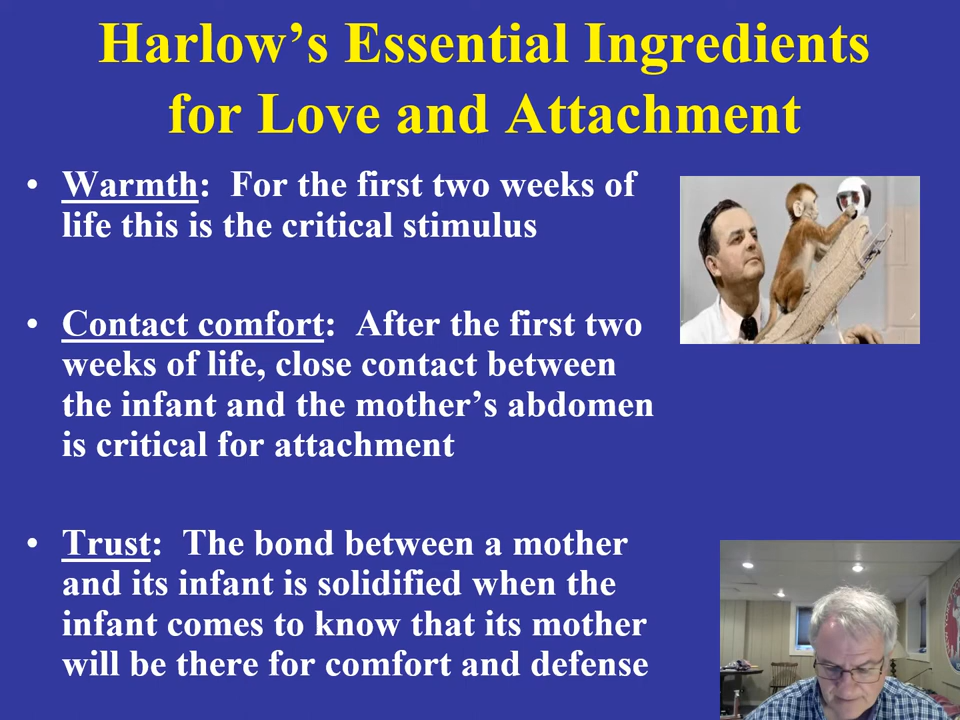 Harlow's Essential Ingredients
for Love and Attachment
• Warmth:  For the first two weeks of
life this is the critical stimulus
• Contact comfort:  After the first two
weeks of life, close contact between
the infant and the mother's abdomen
is critical for attachment
• Trust:  The bond between a mother
and its infant is solidified when the
infant comes to know that its mother
will be there for comfort and defense